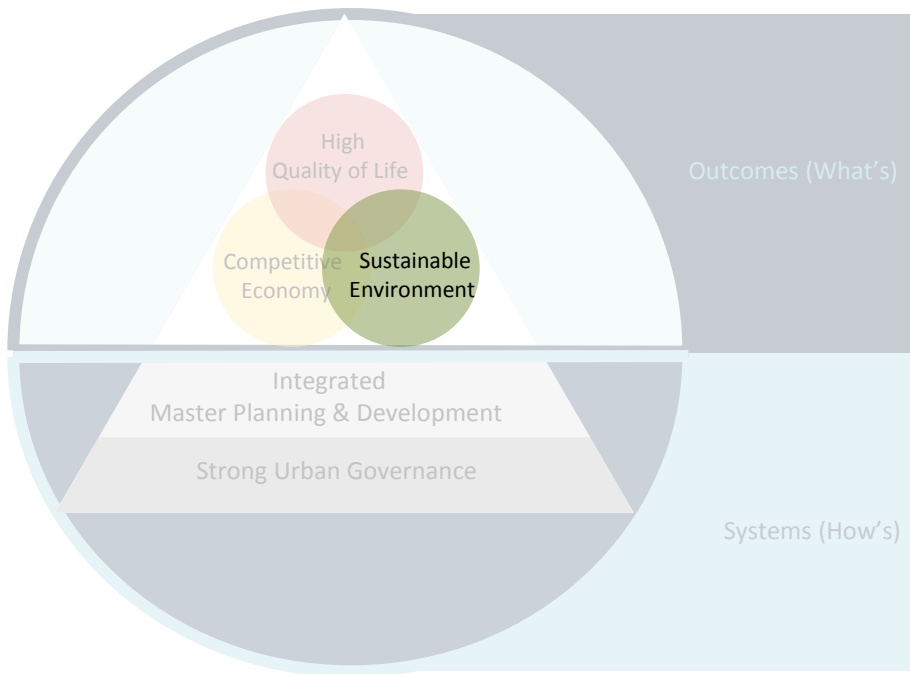 High
Quality of Life
Outcomes (What's)
Competitive
Economy
Sustainable
Environment
Integrated
Master Planning & Development
Strong Urban Governance
Systems (How's)